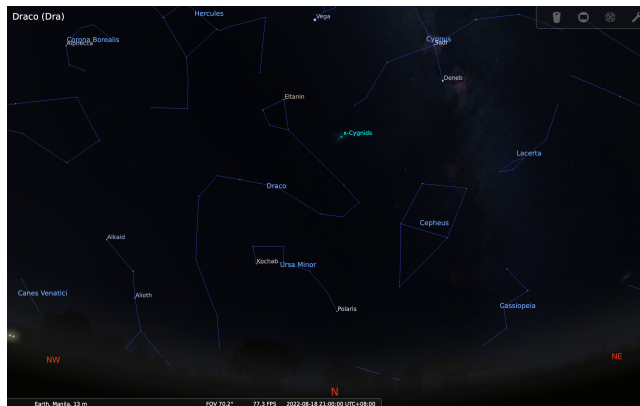 Draco (Dra)
Hercules
Vega
Corona Borealis
Alphecca
Cygnus
Sadr
Deneb
Eltanin
κ-Cygnids
Lacerta
Draco
Cepheus
Alkaid
Kochab
Ursa Minor
Canes Venatici
Alioth
Cassiopeia
Polaris
NW
NE
N
Earth, Manila, 13 m
FOV 70.2°
77.3 FPS
2022-08-18 21:00:00 UTC+08:00